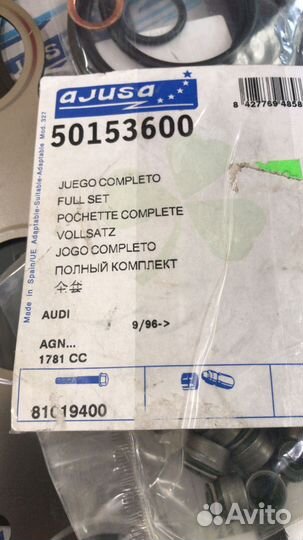 ajusa
8 427769 4858
50153600
JUEGO COMPLETO
FULL SET
POCHETTE COMPLETE
VOLLSATZ
JOGO COMPLETO
ПОЛНЫЙ КОМПЛЕКТ
全套
AUDI
9/96->
AGN...
1781 CC
81019400
Made in Spain/UE Adaptable-Suitable-Adaptable Mod. 327
Avito